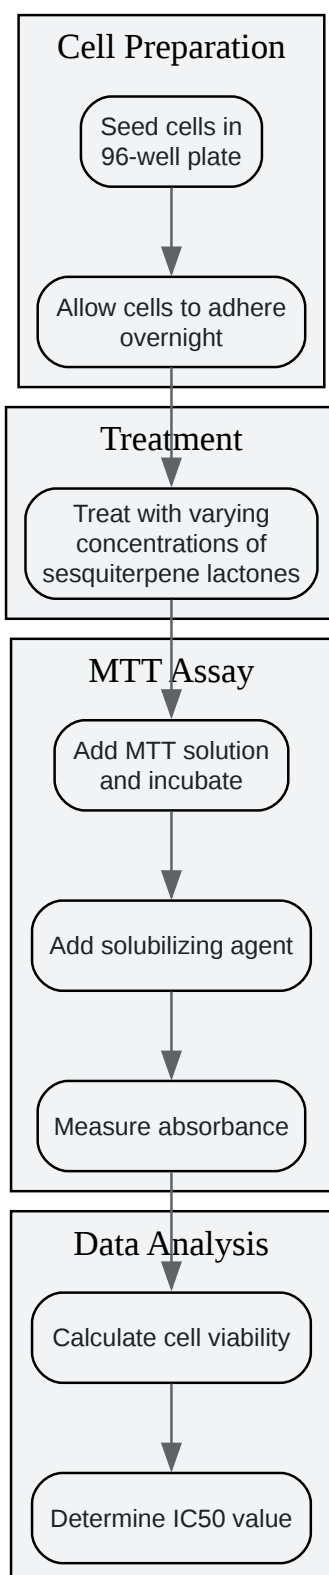 Cell Preparation
Seed cells in
96-well plate
Allow cells to adhere
overnight
Treatment
Treat with varying
concentrations of
sesquiterpene lactones
MTT Assay
Add MTT solution
and incubate
Add solubilizing agent
Measure absorbance
Data Analysis
Calculate cell viability
Determine IC50 value